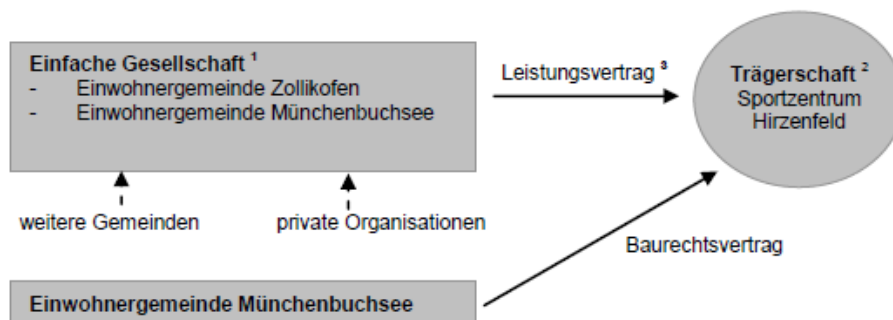 Einfache Gesellschaft ¹
- Einwohnergemeinde Zollikofen
- Einwohnergemeinde Münchenbuchsee
Leistungsvertrag ³
Trägerschaft ²
Sportzentrum
Hirzenfeld
weitere Gemeinden
private Organisationen
Baurechtsvertrag
Einwohnergemeinde Münchenbuchsee